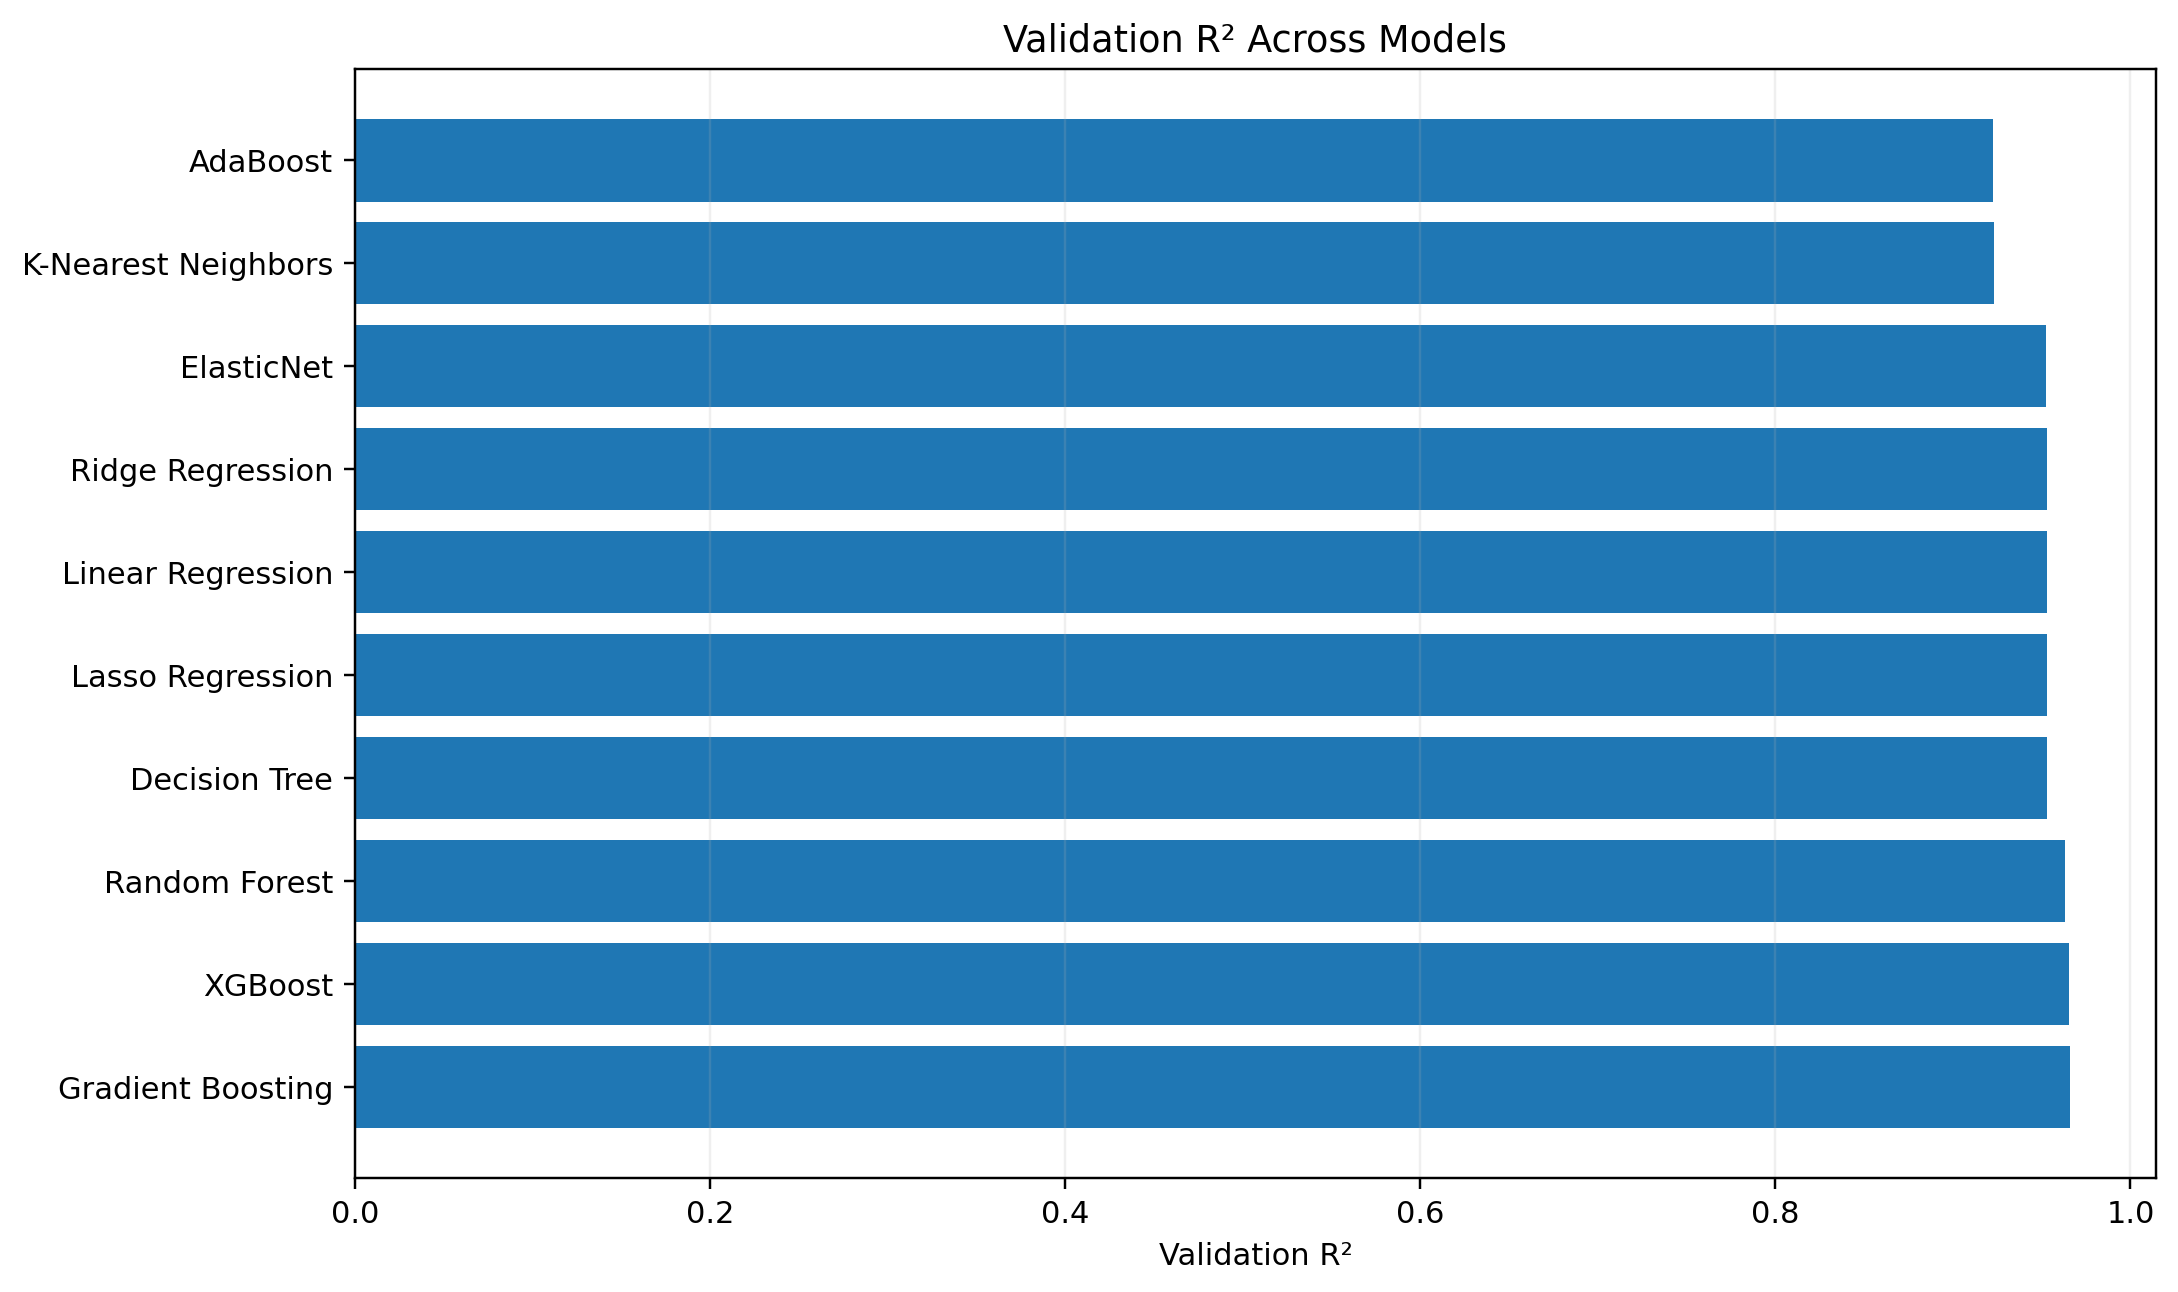 Validation R² Across Models
AdaBoost
K-Nearest Neighbors
ElasticNet
Ridge Regression
Linear Regression
Lasso Regression
Decision Tree
Random Forest
XGBoost
Gradient Boosting
0.0 0.2 0.4 0.6 0.8 1.0
Validation R²